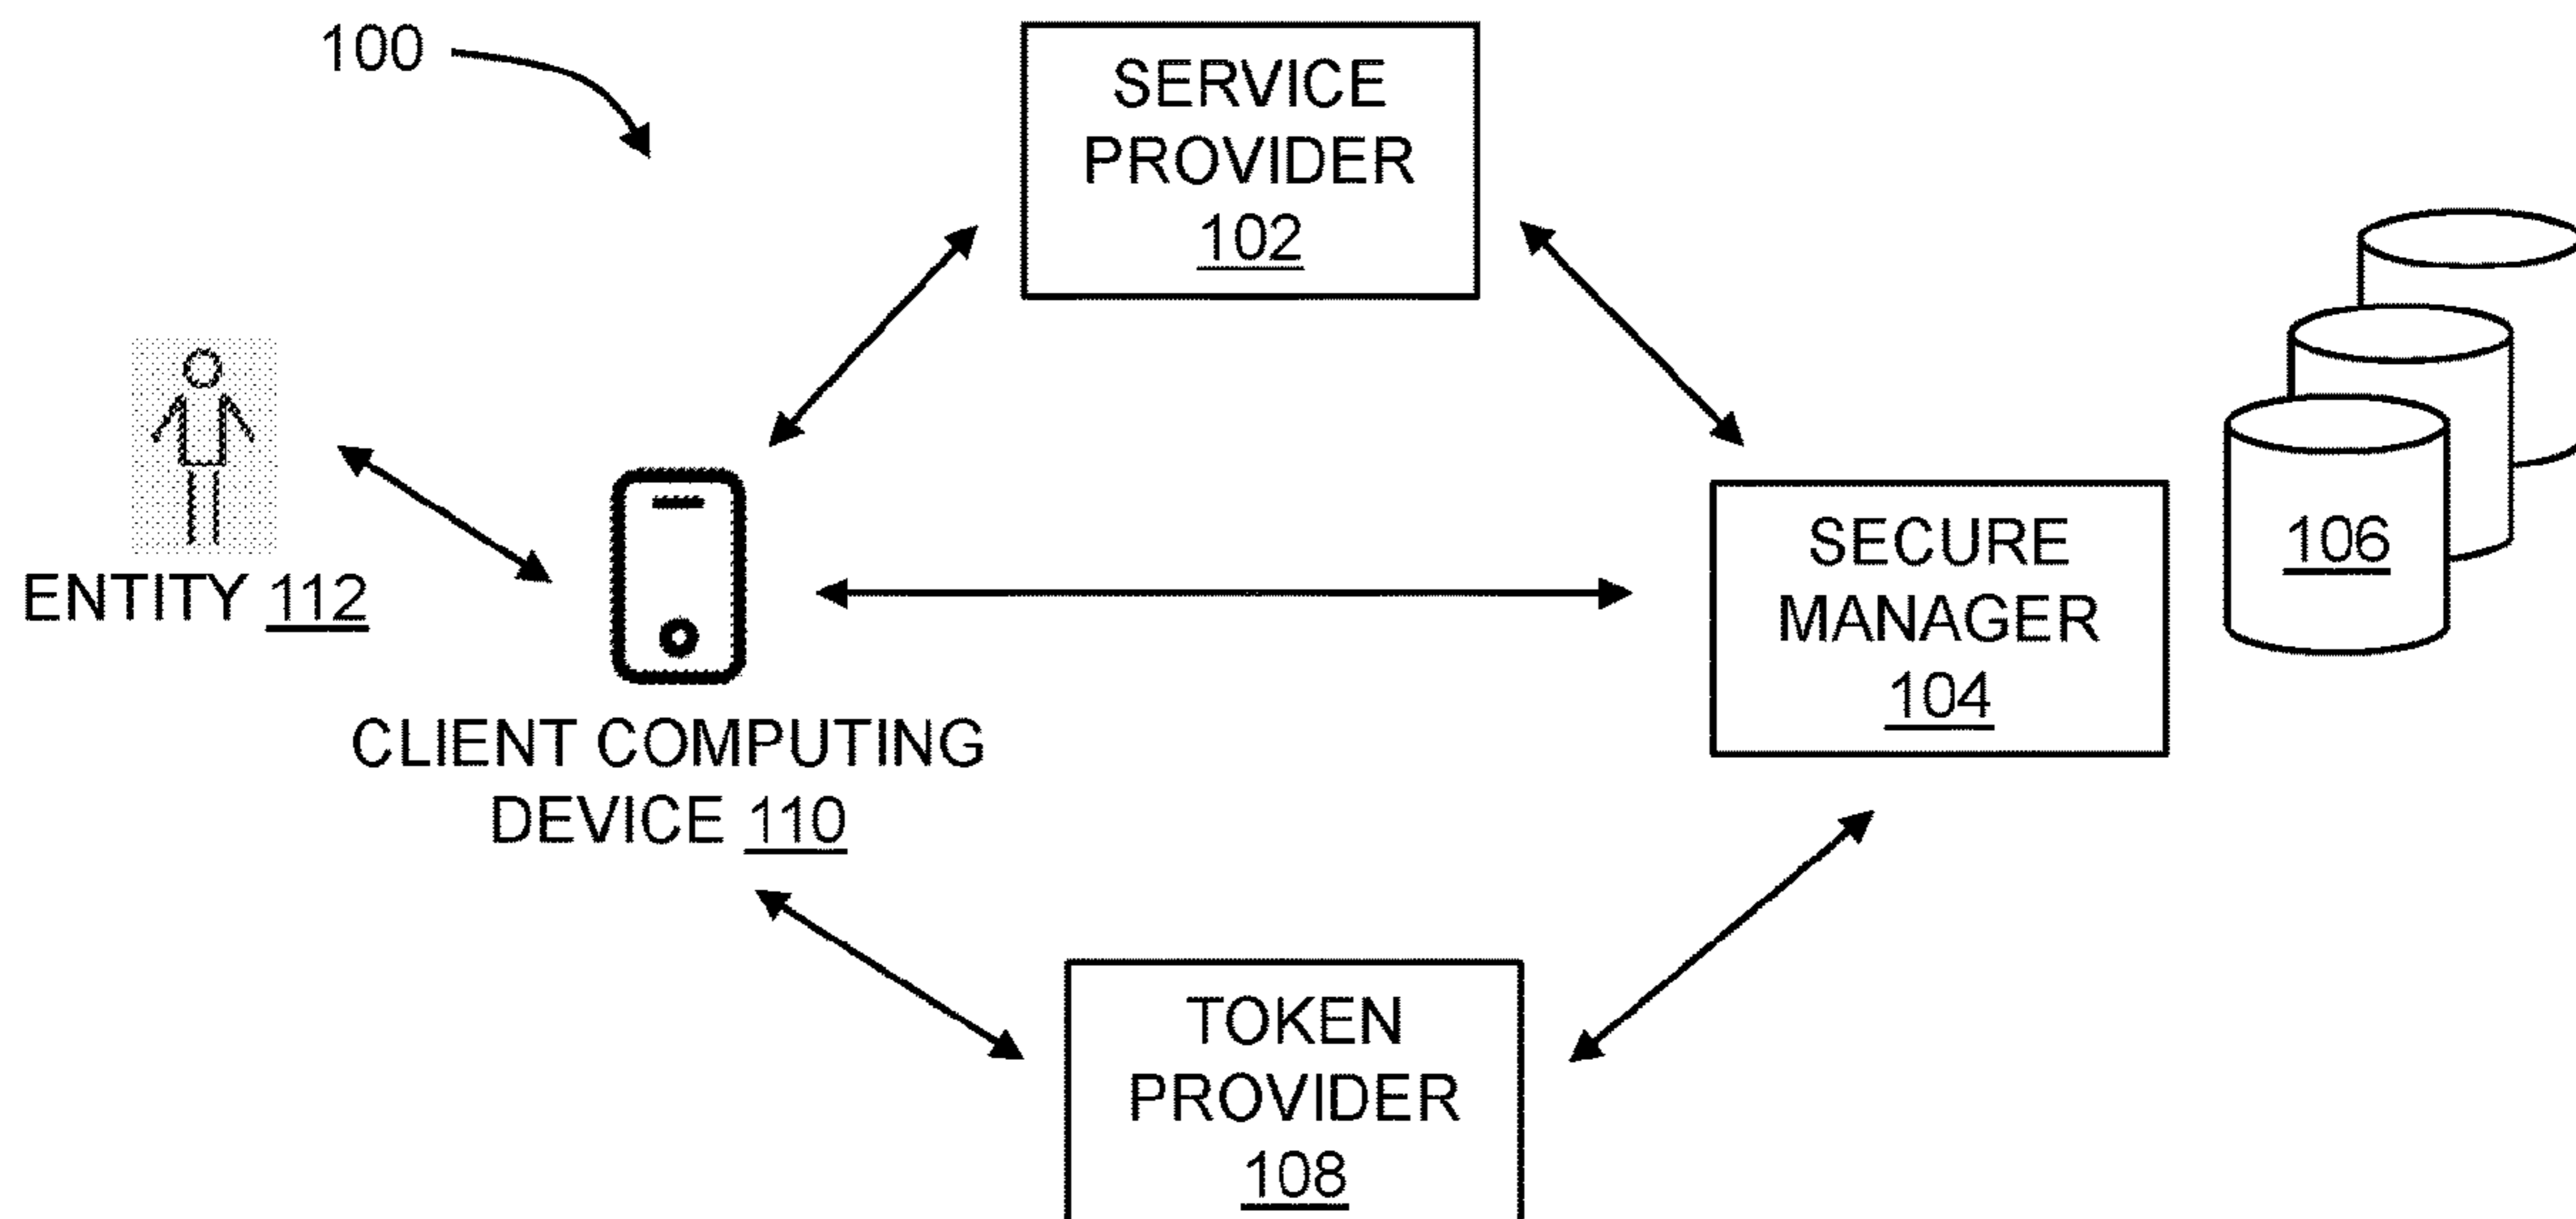 100
SERVICE
PROVIDER
102
ENTITY 112
SECURE
MANAGER
104
106
CLIENT COMPUTING
DEVICE 110
TOKEN
PROVIDER
108